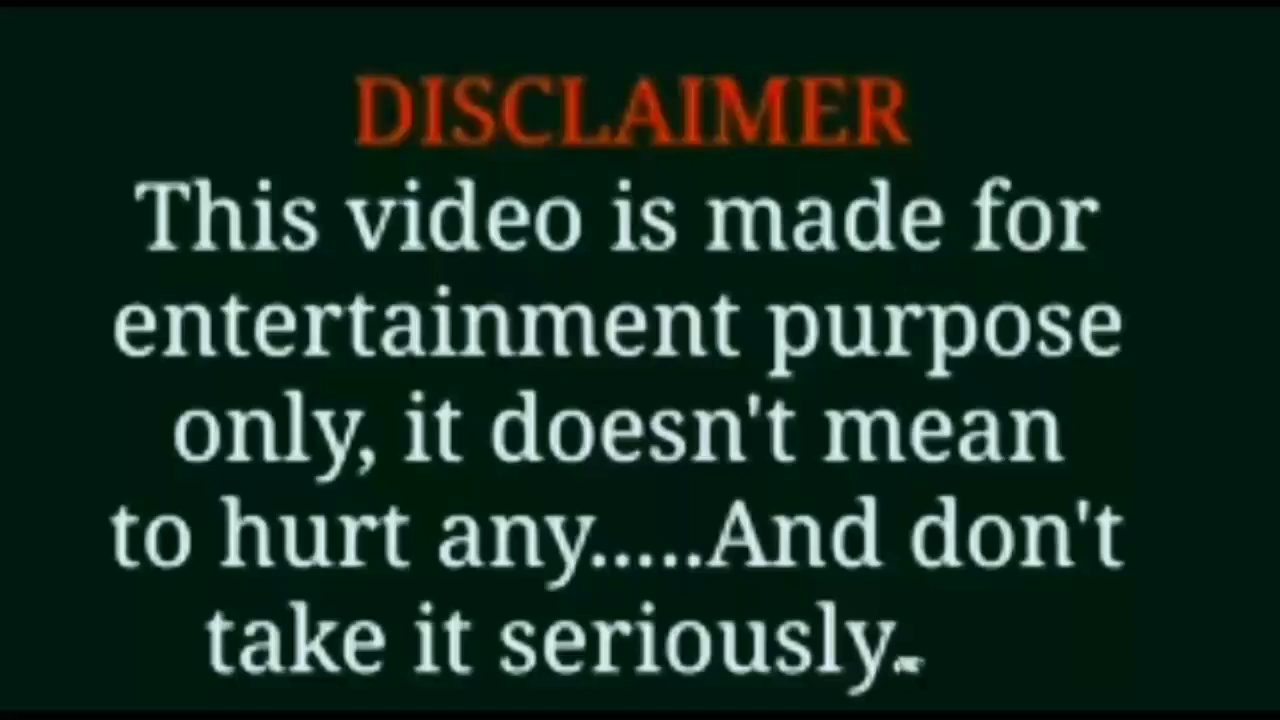 DISCLAIMER
This video is made for
entertainment purpose
only, it doesn't mean
to hurt any.....And don't
take it seriously.